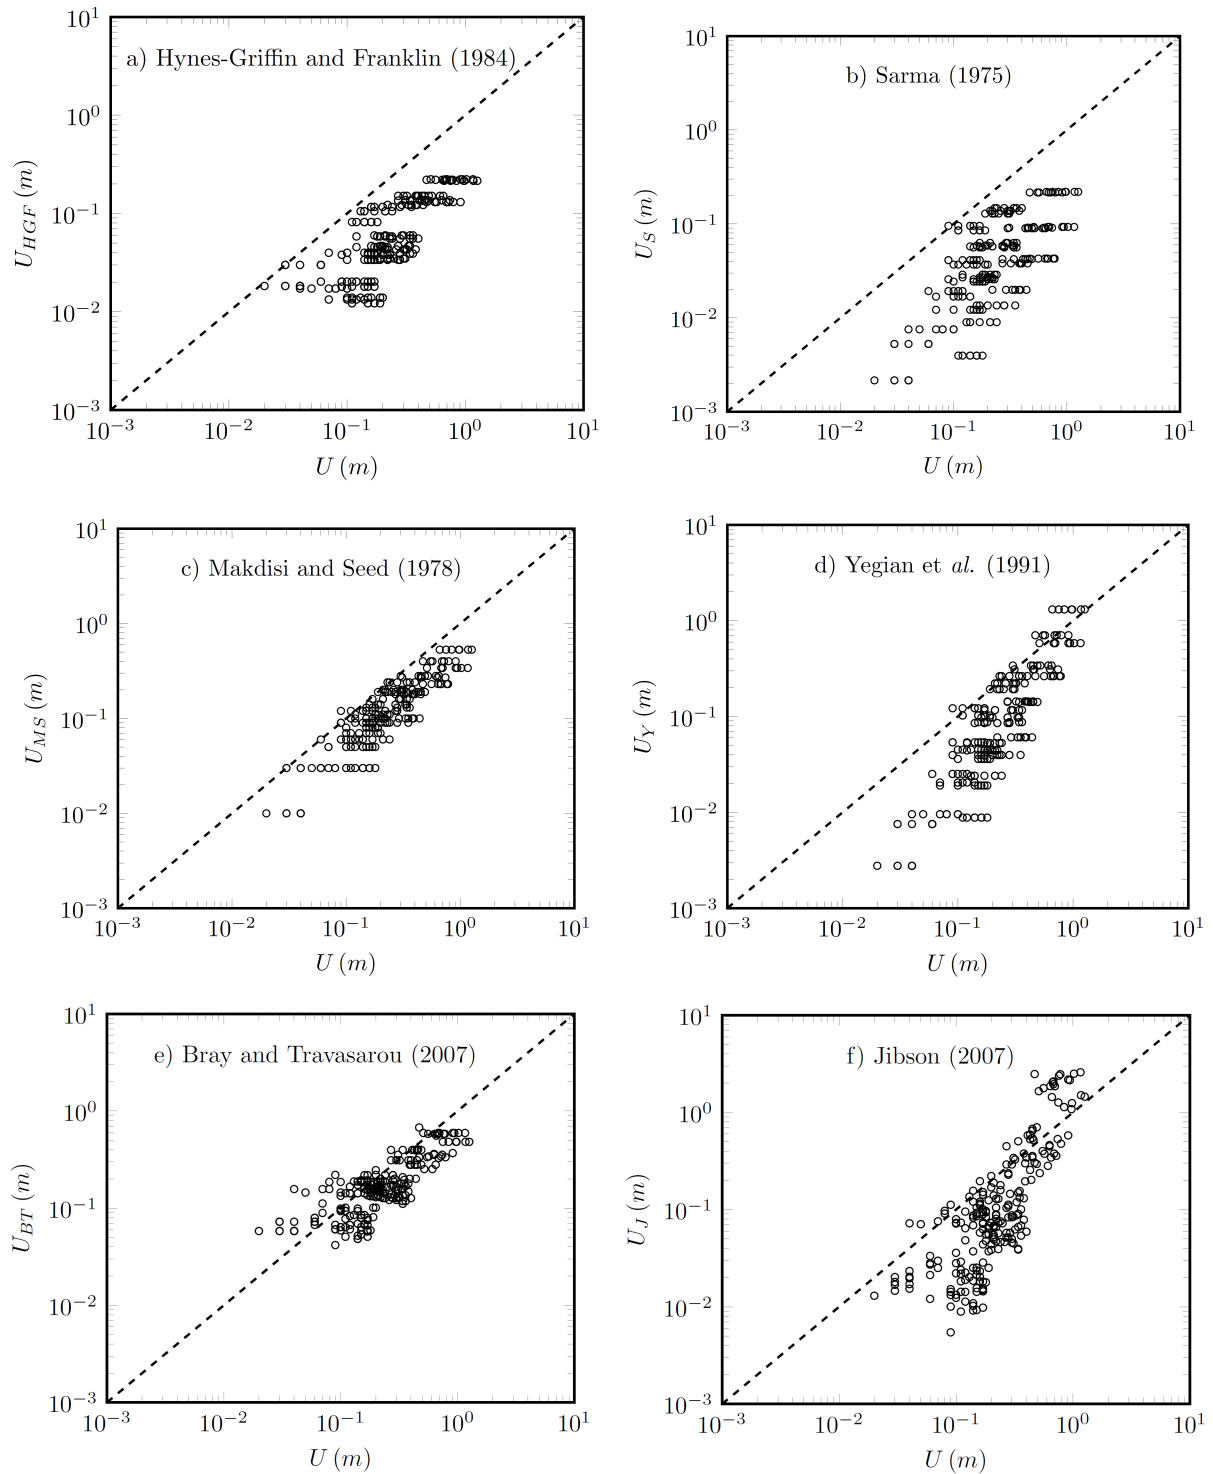 a) Hynes-Griffin and Franklin (1984)
10^1
10^0
10^−1
10^−2
10^−3
U_HGF (m)
10^−3 10^−2 10^−1 10^0 10^1
U (m)
b) Sarma (1975)
10^1
10^0
10^−1
10^−2
10^−3
U_S (m)
10^−3 10^−2 10^−1 10^0 10^1
U (m)
c) Makdisi and Seed (1978)
10^1
10^0
10^−1
10^−2
10^−3
U_MS (m)
10^−3 10^−2 10^−1 10^0 10^1
U (m)
d) Yegian et al. (1991)
10^1
10^0
10^−1
10^−2
10^−3
U_Y (m)
10^−3 10^−2 10^−1 10^0 10^1
U (m)
e) Bray and Travasarou (2007)
10^1
10^0
10^−1
10^−2
10^−3
U_BT (m)
10^−3 10^−2 10^−1 10^0 10^1
U (m)
f) Jibson (2007)
10^1
10^0
10^−1
10^−2
10^−3
U_J (m)
10^−3 10^−2 10^−1 10^0 10^1
U (m)